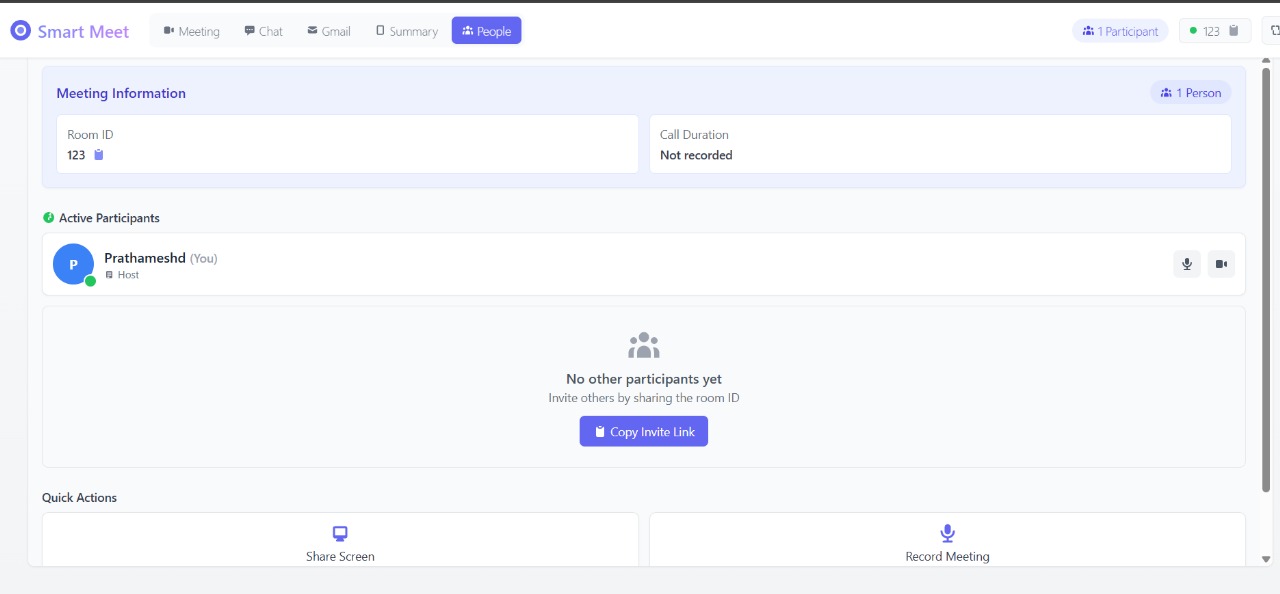 Smart Meet Meeting Chat Gmail Summary People 1 Participant 123
Meeting Information 1 Person
Room ID Call Duration
123 Not recorded
Active Participants
P Prathameshd (You)
Host
No other participants yet
Invite others by sharing the room ID
Copy Invite Link
Quick Actions
Share Screen Record Meeting